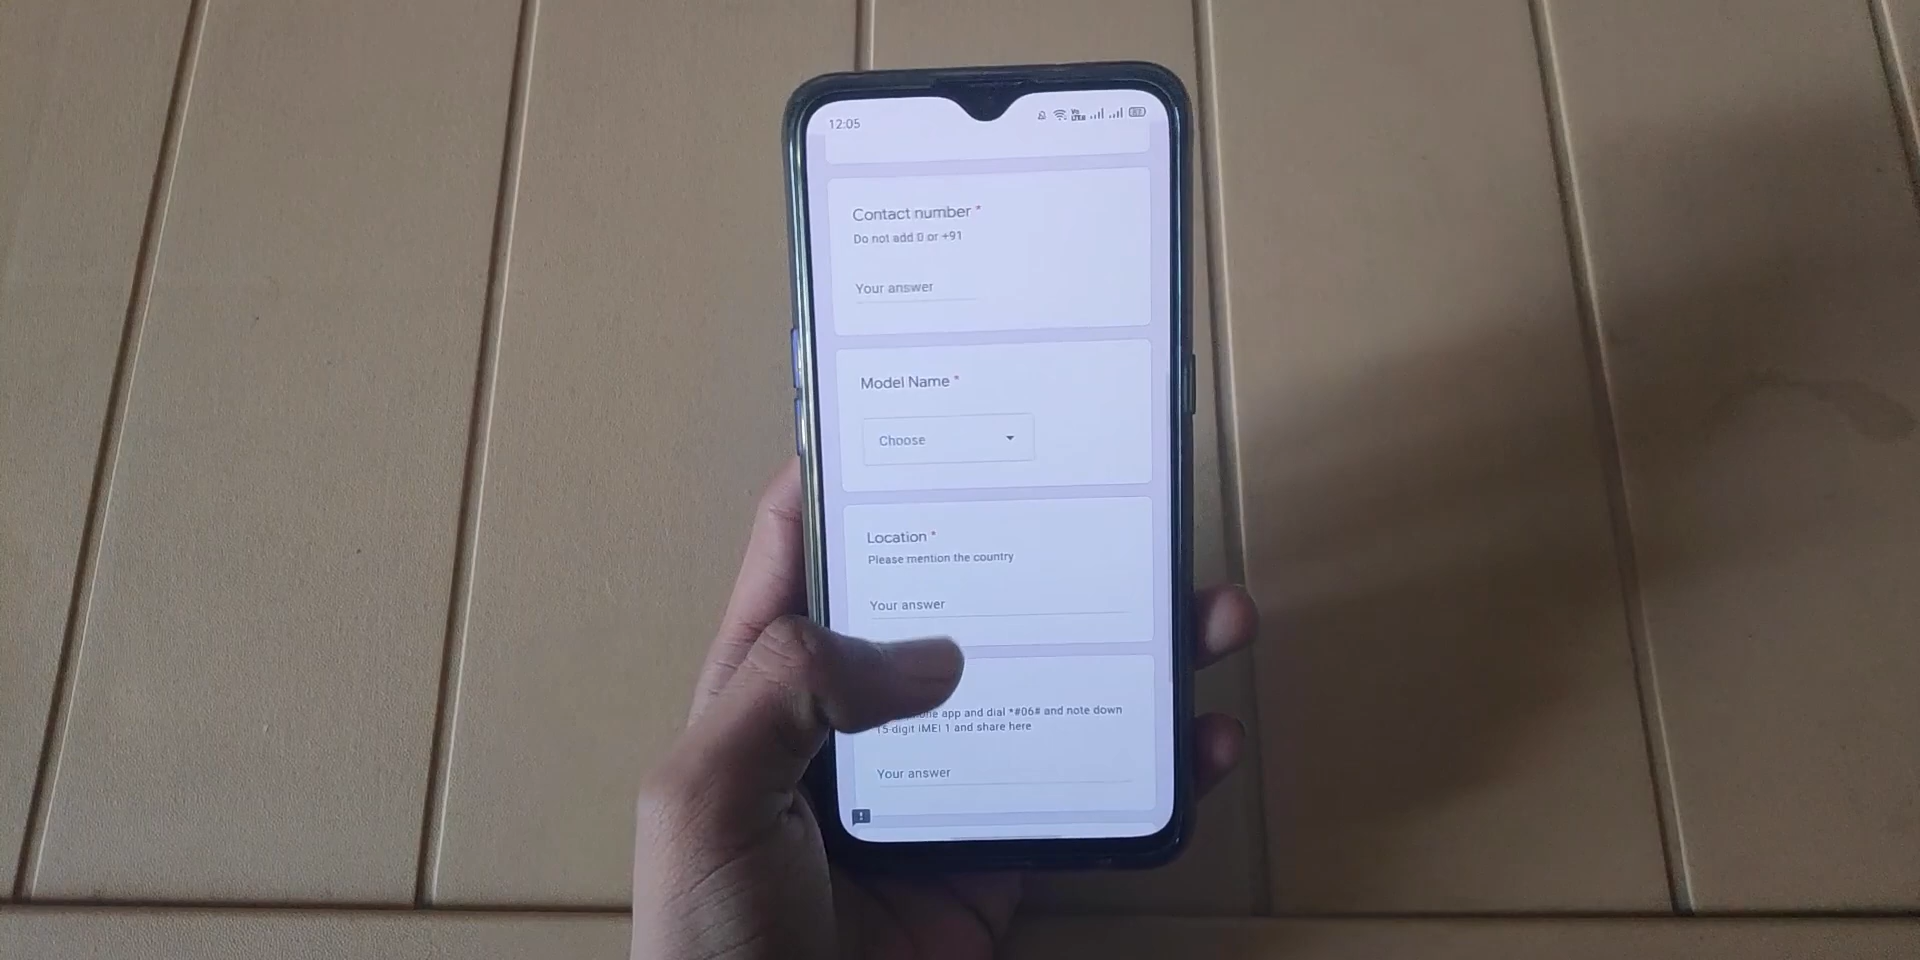 12:05
Contact number *
Do not add 0 or +91
Your answer
Model Name *
Choose
Location *
Please mention the country
Your answer
app and dial *#06# and note down
15-digit IMEI 1 and share here
Your answer